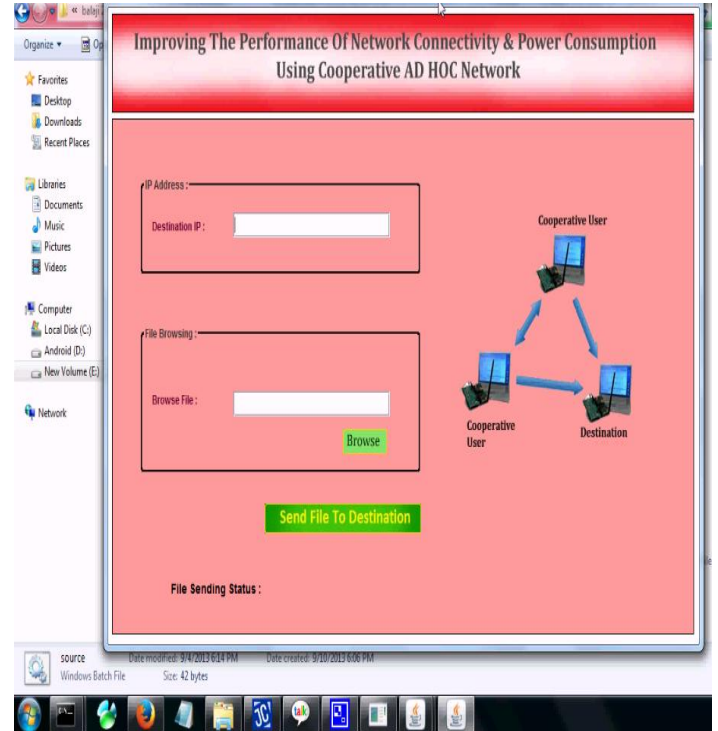 « balaji
Organize ▼ Op
Improving The Performance Of Network Connectivity & Power Consumption
Using Cooperative AD HOC Network
Favorites
Desktop
Downloads
Recent Places
Libraries
Documents
Music
Pictures
Videos
Computer
Local Disk (C:)
Android (D:)
New Volume (E:)
Network
IP Address :
Destination IP :
File Browsing :
Browse File :
Browse
Send File To Destination
File Sending Status :
Cooperative User
Cooperative
User
Destination
source Date modified: 9/4/2013 6:14 PM Date created: 9/10/2013 6:06 PM
Windows Batch File Size: 42 bytes
talk